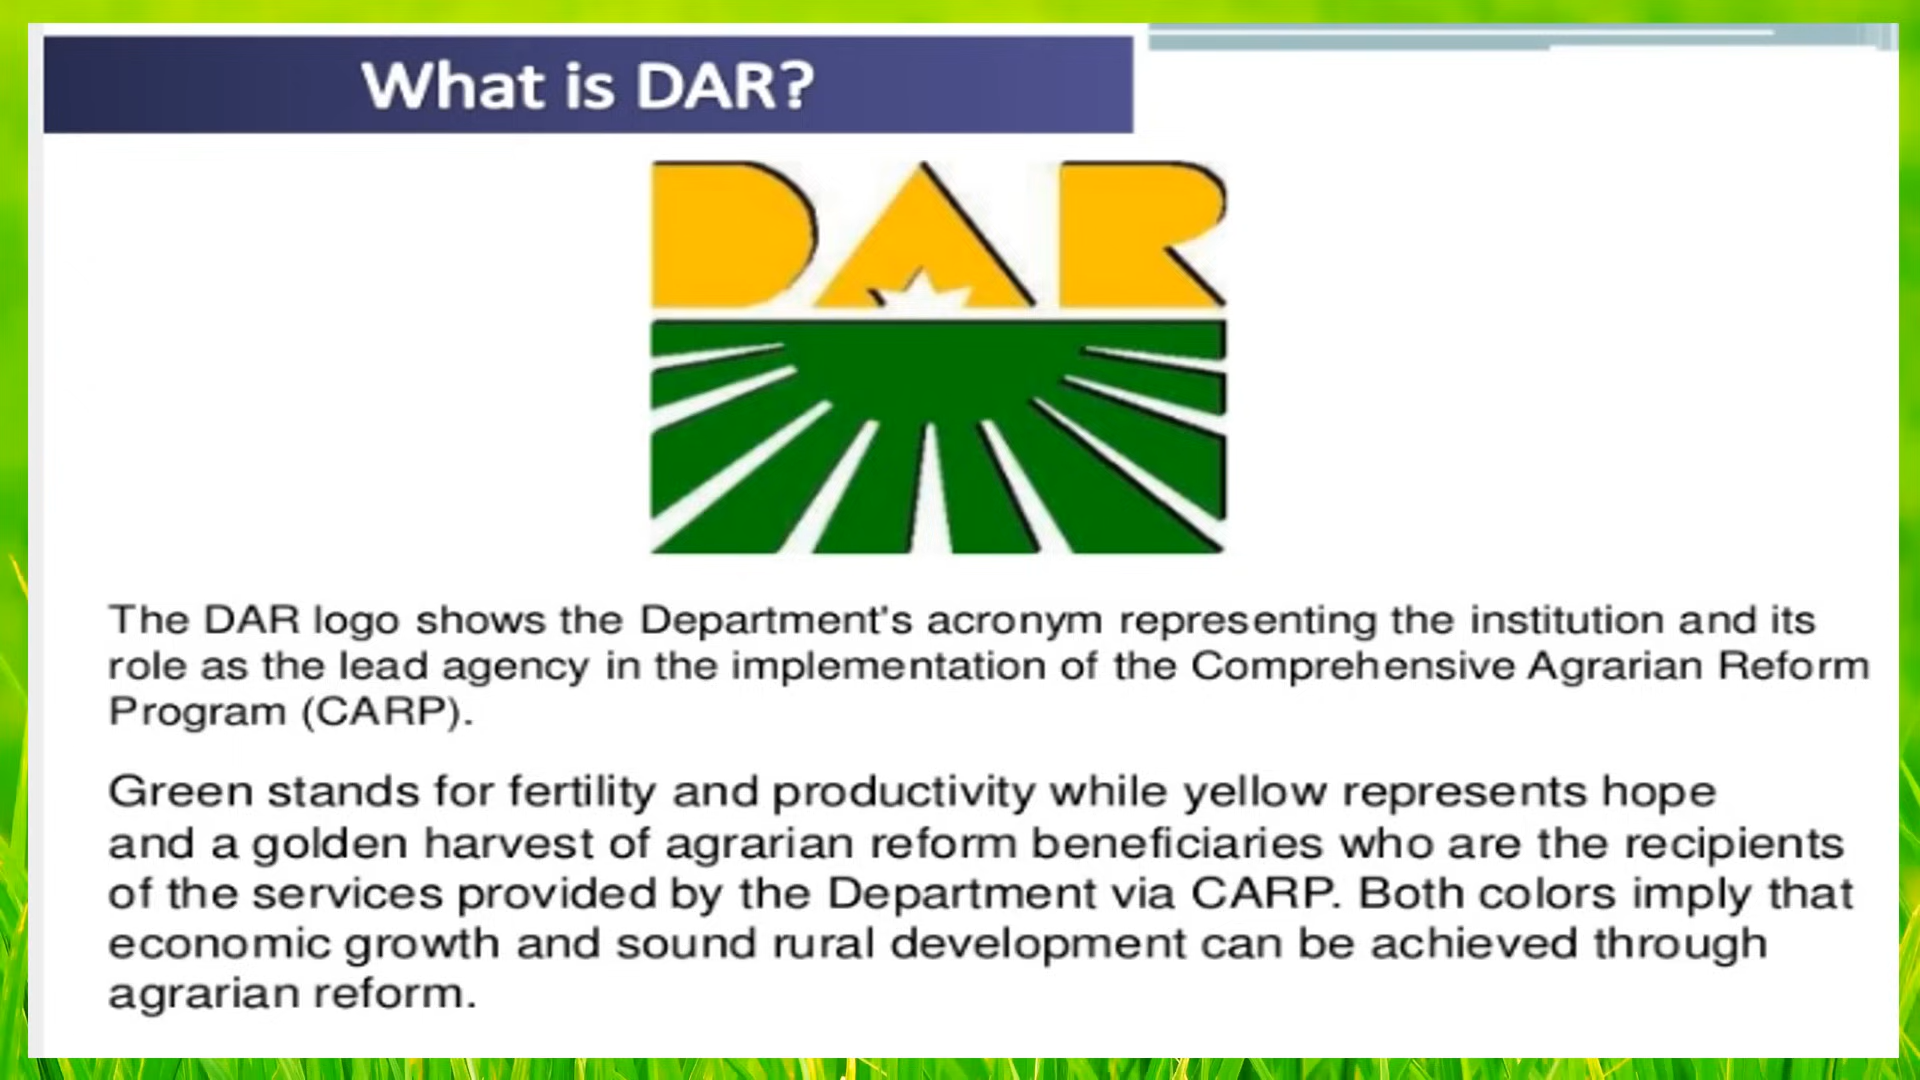 What is DAR?
DAR
The DAR logo shows the Department's acronym representing the institution and its
role as the lead agency in the implementation of the Comprehensive Agrarian Reform
Program (CARP).
Green stands for fertility and productivity while yellow represents hope
and a golden harvest of agrarian reform beneficiaries who are the recipients
of the services provided by the Department via CARP. Both colors imply that
economic growth and sound rural development can be achieved through
agrarian reform.